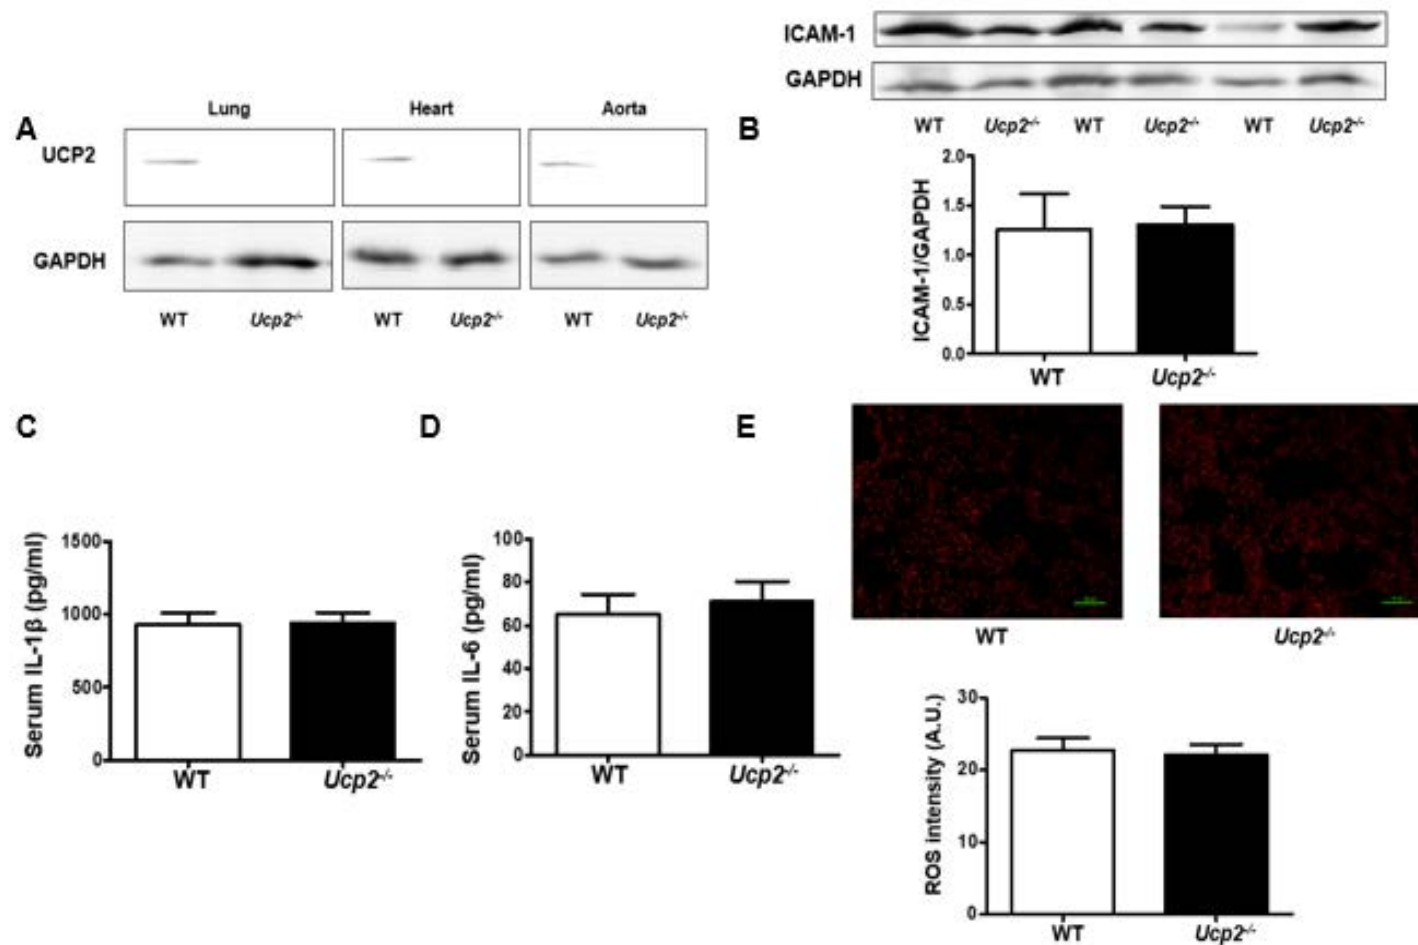 A
Lung Heart Aorta
UCP2
GAPDH
WT Ucp2-/- WT Ucp2-/- WT Ucp2-/-
B
ICAM-1
GAPDH
WT Ucp2-/- WT Ucp2-/- WT Ucp2-/-
ICAM-1/GAPDH
2.0
1.5
1.0
0.5
0.0
WT Ucp2-/-
C
Serum IL-1β (pg/ml)
1500
1000
500
0
WT Ucp2-/-
D
Serum IL-6 (pg/ml)
100
80
60
40
20
0
WT Ucp2-/-
E
WT Ucp2-/-
ROS intensity (A.U.)
30
20
10
0
WT Ucp2-/-